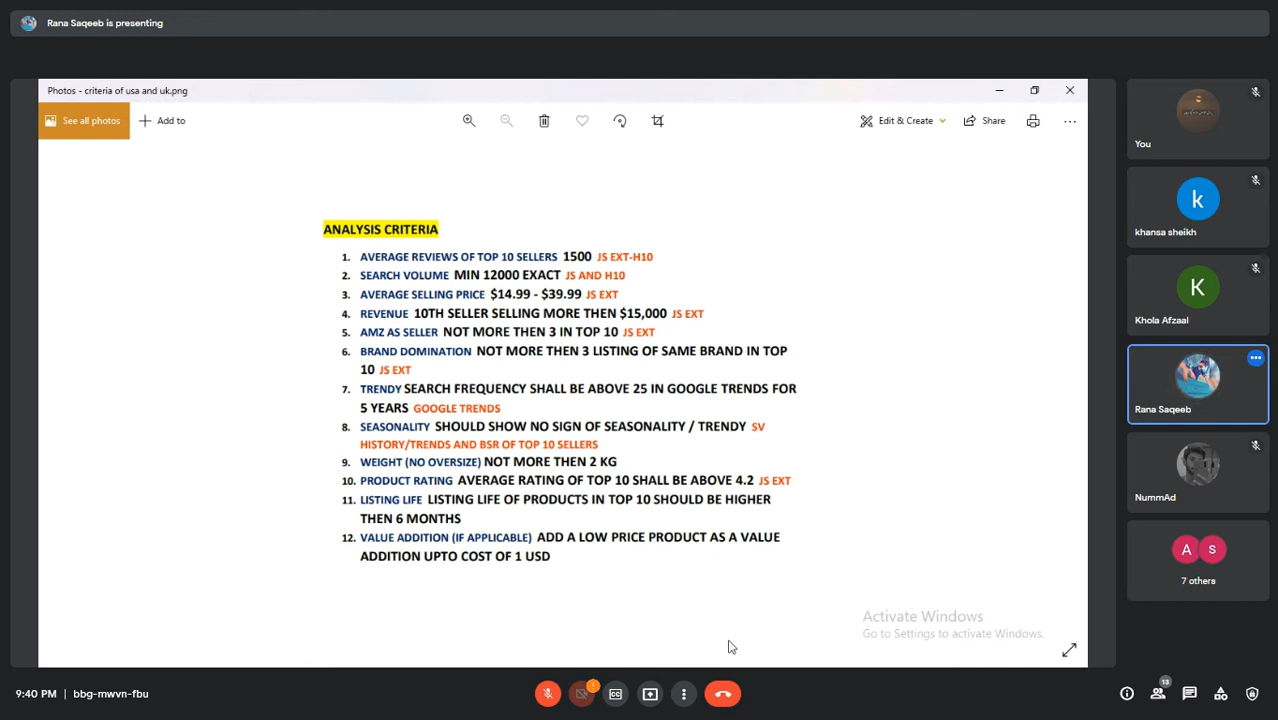 Rana Saqeeb is presenting
Photos - criteria of usa and uk.png
See all photos
Add to
Edit & Create
Share
ANALYSIS CRITERIA
1. AVERAGE REVIEWS OF TOP 10 SELLERS 1500 JS EXT-H10
2. SEARCH VOLUME MIN 12000 EXACT JS AND H10
3. AVERAGE SELLING PRICE $14.99 - $39.99 JS EXT
4. REVENUE 10TH SELLER SELLING MORE THEN $15,000 JS EXT
5. AMZ AS SELLER NOT MORE THEN 3 IN TOP 10 JS EXT
6. BRAND DOMINATION NOT MORE THEN 3 LISTING OF SAME BRAND IN TOP
10 JS EXT
7. TRENDY SEARCH FREQUENCY SHALL BE ABOVE 25 IN GOOGLE TRENDS FOR
5 YEARS GOOGLE TRENDS
8. SEASONALITY SHOULD SHOW NO SIGN OF SEASONALITY / TRENDY SV
HISTORY/TRENDS AND BSR OF TOP 10 SELLERS
9. WEIGHT (NO OVERSIZE) NOT MORE THEN 2 KG
10. PRODUCT RATING AVERAGE RATING OF TOP 10 SHALL BE ABOVE 4.2 JS EXT
11. LISTING LIFE LISTING LIFE OF PRODUCTS IN TOP 10 SHOULD BE HIGHER
THEN 6 MONTHS
12. VALUE ADDITION (IF APPLICABLE) ADD A LOW PRICE PRODUCT AS A VALUE
ADDITION UPTO COST OF 1 USD
Activate Windows
Go to Settings to activate Windows.
You
k
khansa sheikh
K
Khola Afzaal
Rana Saqeeb
NummAd
A S
7 others
9:40 PM | bbg-mwvn-fbu
CC
13